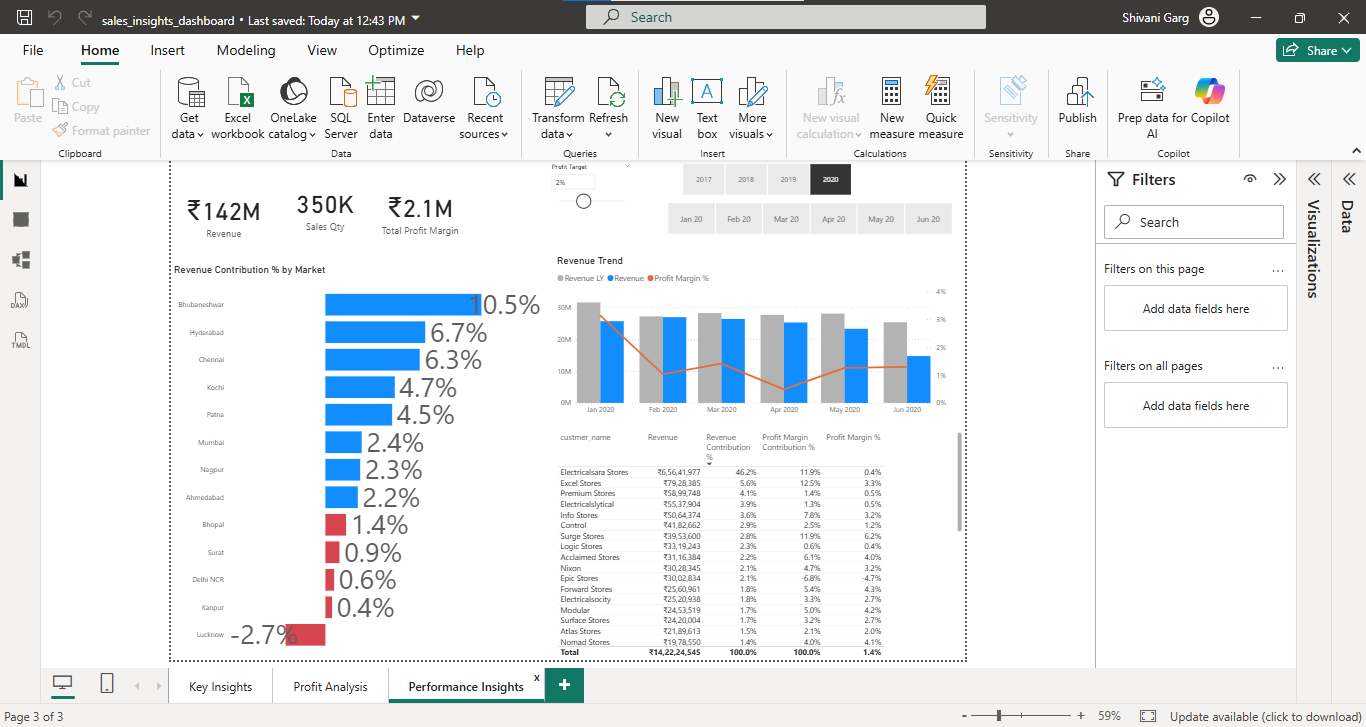 sales_insights_dashboard • Last saved: Today at 12:43 PM
Search
Shivani Garg
File Home Insert Modeling View Optimize Help
Share
Paste
Cut
Copy
Format painter
Clipboard
Get data
Excel workbook
OneLake catalog
SQL Server
Enter data
Dataverse
Recent sources
Data
Transform data
Refresh
Queries
New visual
Text box
More visuals
Insert
New visual calculation
New measure
Quick measure
Calculations
Sensitivity
Sensitivity
Publish
Share
Prep data for AI
Copilot
Copilot
DAX
TMDL
₹142M
Revenue
350K
Sales Qty
₹2.1M
Total Profit Margin
Profit Target
2%
2017 2018 2019 2020
Jan 20 Feb 20 Mar 20 Apr 20 May 20 Jun 20
Revenue Contribution % by Market
Bhubaneshwar 10.5%
Hyderabad 6.7%
Chennai 6.3%
Kochi 4.7%
Patna 4.5%
Mumbai 2.4%
Nagpur 2.3%
Ahmedabad 2.2%
Bhopal 1.4%
Surat 0.9%
Delhi NCR 0.6%
Kanpur 0.4%
Lucknow -2.7%
Revenue Trend
Revenue LY Revenue Profit Margin %
30M
20M
10M
0M
4%
3%
2%
1%
0%
Jan 2020 Feb 2020 Mar 2020 Apr 2020 May 2020 Jun 2020
custmer_name Revenue Revenue Contribution % Profit Margin Contribution % Profit Margin %
Electricalsara Stores ₹6,56,41,977 46.2% 11.9% 0.4%
Excel Stores ₹79,28,385 5.6% 12.5% 3.3%
Premium Stores ₹58,99,748 4.1% 1.4% 0.5%
Electricalslytical ₹55,37,904 3.9% 1.3% 0.5%
Info Stores ₹50,64,374 3.6% 7.8% 3.2%
Control ₹41,82,662 2.9% 2.5% 1.2%
Surge Stores ₹39,53,600 2.8% 11.9% 6.2%
Logic Stores ₹33,19,243 2.3% 0.6% 0.4%
Acclaimed Stores ₹31,16,384 2.2% 6.1% 4.0%
Nixon ₹30,28,345 2.1% 4.7% 3.2%
Epic Stores ₹30,02,834 2.1% -6.8% -4.7%
Forward Stores ₹25,60,961 1.8% 5.4% 4.3%
Electricalsocity ₹25,20,938 1.8% 3.3% 2.7%
Modular ₹24,53,519 1.7% 5.0% 4.2%
Surface Stores ₹24,20,004 1.7% 3.2% 2.7%
Atlas Stores ₹21,89,613 1.5% 2.1% 2.0%
Nomad Stores ₹19,78,550 1.4% 4.0% 4.1%
Total ₹14,22,24,545 100.0% 100.0% 1.4%
Filters
Search
Filters on this page
Add data fields here
Filters on all pages
Add data fields here
Visualizations
Data
Key Insights
Profit Analysis
Performance Insights
x
+
Page 3 of 3
- + 59%
Update available (click to download)